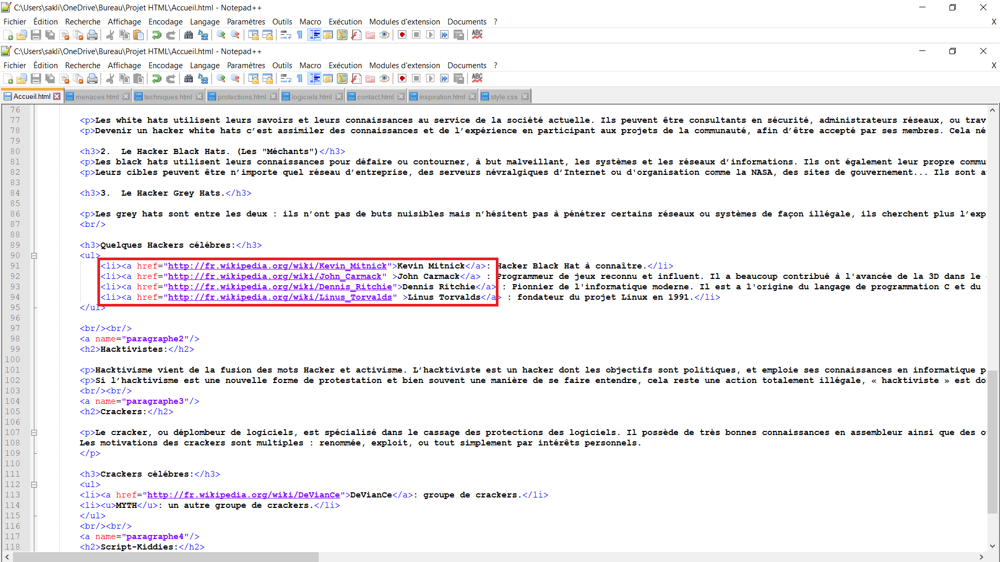 C:\Users\sakli\OneDrive\Bureau\Projet HTML\Accueil.html - Notepad++
Fichier Édition Recherche Affichage Encodage Langage Paramètres Outils Macro Exécution Modules d'extension Documents ? X
ABC
C:\Users\sakli\OneDrive\Bureau\Projet HTML\Accueil.html - Notepad++
Fichier Édition Recherche Affichage Encodage Langage Paramètres Outils Macro Exécution Modules d'extension Documents ? X
ABC
Accueil.html menaces.html techniques.html protections.html logiciels.html contact.html inspiration.html style.css
76
77 <p>Les white hats utilisent leurs savoirs et leurs connaissances au service de la société actuelle. Ils peuvent être consultants en sécurité, administrateurs réseaux, ou trav
78 <p>Devenir un hacker white hats c’est assimiler des connaissances et de l’expérience en participant aux projets de la communauté, afin d’être accepté par ses membres. Cela né
79
80 <h3>2.  Le Hacker Black Hats. (Les "Méchants")</h3>
81 <p>Les black hats utilisent leurs connaissances pour défaire ou contourner, à but malveillant, les systèmes et les réseaux d’informations. Ils ont également leur propre commu
82 <p>Leurs cibles peuvent être n’importe quel réseau d’entreprise, des serveurs névralgiques d’Internet ou d'organisation comme la NASA, des sites de gouvernement... Ils sont a
83
84 <h3>3.  Le Hacker Grey Hats.</h3>
85
86 <p>Les grey hats sont entre les deux : ils n’ont pas de buts nuisibles mais n’hésitent pas à pénétrer certains réseaux ou systèmes de façon illégale, ils cherchent plus l’exp
87 <br/>
88
89 <h3>Quelques Hackers célébres:</h3>
90 <ul>
91 <li><a href="http://fr.wikipedia.org/wiki/Kevin_Mitnick">Kevin Mitnick</a>: Hacker Black Hat à connaître.</li>
92 <li><a href="http://fr.wikipedia.org/wiki/John_Carmack" >John Carmack</a> : Programmeur de jeux reconnu et influent. Il a beaucoup contribué à l'avancée de la 3D dans le
93 <li><a href="http://fr.wikipedia.org/wiki/Dennis_Ritchie">Dennis Ritchie</a> : Pionnier de l'informatique moderne. Il est a l'origine du langage de programmation C et du
94 <li><a href="http://fr.wikipedia.org/wiki/Linus_Torvalds" >Linus Torvalds</a> : fondateur du projet Linux en 1991.</li>
95 </ul>
96
97 <br/><br/>
98 <a name="paragraphe2"/>
99 <h2>Hacktivistes:</h2>
100
101 <p>Hacktivisme vient de la fusion des mots Hacker et activisme. L’hacktiviste est un hacker dont les objectifs sont politiques, et emploie ses connaissances en informatique p
102 <p>Si l’hacktivisme est une nouvelle forme de protestation et bien souvent une manière de se faire entendre, cela reste une action totalement illégale, « hacktiviste » est do
103 <br/><br/>
104 <a name="paragraphe3"/>
105 <h2>Crackers:</h2>
106
107 <p>Le cracker, ou déplombeur de logiciels, est spécialisé dans le cassage des protections des logiciels. Il possède de très bonnes connaissances en assembleur ainsi que des o
108 Les motivations des crackers sont multiples : renommée, exploit, ou tout simplement par intérêts personnels.
109 </p>
110
111 <h3>Crackers célébres:</h3>
112 <ul>
113 <li><a href="http://fr.wikipedia.org/wiki/DeVianCe">DeVianCe</a>: groupe de crackers.</li>
114 <li><u>MYTH</u>: un autre groupe de crackers.</li>
115 </ul>
116 <br/><br/>
117 <a name="paragraphe4"/>
118 <h2>Script-Kiddies:</h2>